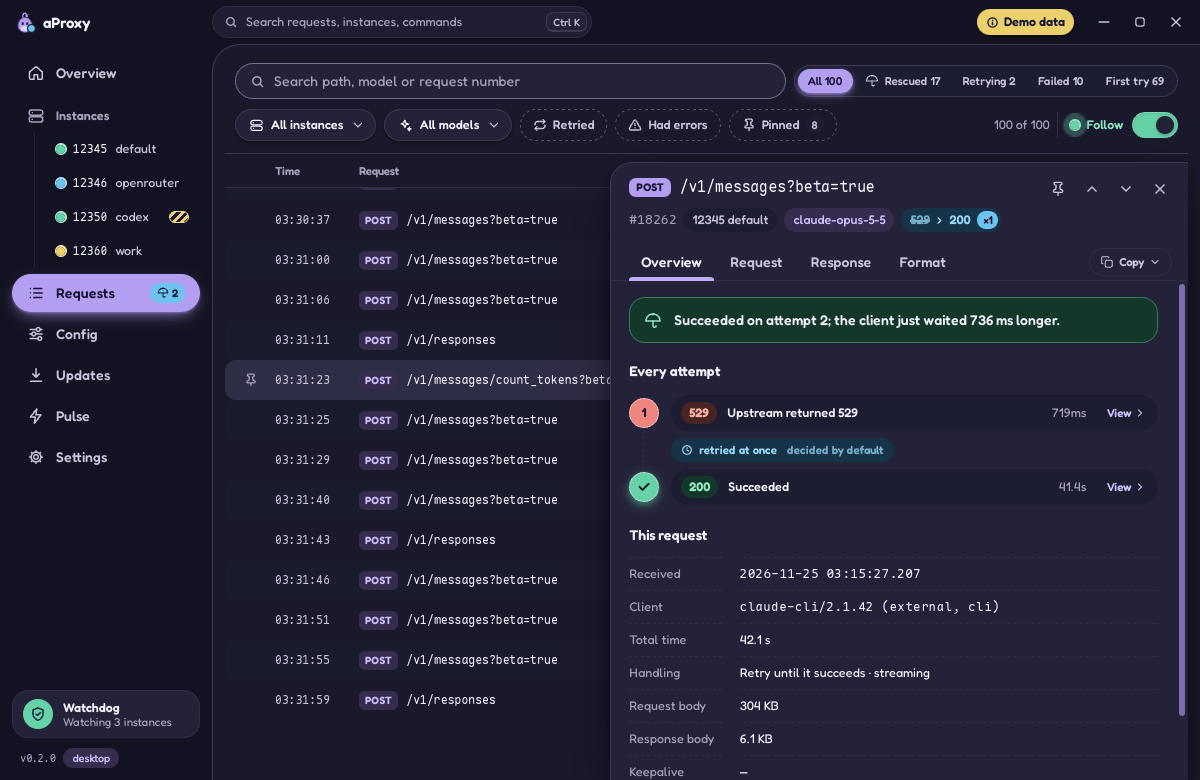 aProxy
Search requests, instances, commands
Ctrl K
Demo data
Overview
Instances
12345 default
12346 openrouter
12350 codex
12360 work
Requests 2
Config
Updates
Pulse
Settings
Watchdog
Watching 3 instances
v0.2.0 desktop
Search path, model or request number
All 100 Rescued 17 Retrying 2 Failed 10 First try 69
All instances All models Retried Had errors Pinned 8
100 of 100 Follow
Time Request
03:30:37 POST /v1/messages?beta=true
03:31:00 POST /v1/messages?beta=true
03:31:06 POST /v1/messages?beta=true
03:31:11 POST /v1/responses
03:31:23 POST /v1/messages/count_tokens?beta
03:31:25 POST /v1/messages?beta=true
03:31:29 POST /v1/messages?beta=true
03:31:40 POST /v1/messages?beta=true
03:31:43 POST /v1/responses
03:31:46 POST /v1/messages?beta=true
03:31:51 POST /v1/messages?beta=true
03:31:55 POST /v1/messages?beta=true
03:31:59 POST /v1/responses
POST /v1/messages?beta=true
#18262 12345 default claude-opus-5-5 529 > 200 x1
Overview Request Response Format Copy
Succeeded on attempt 2; the client just waited 736 ms longer.
Every attempt
1 529 Upstream returned 529 719ms View
retried at once decided by default
200 Succeeded 41.4s View
This request
Received 2026-11-25 03:15:27.207
Client claude-cli/2.1.42 (external, cli)
Total time 42.1 s
Handling Retry until it succeeds · streaming
Request body 304 KB
Response body 6.1 KB
Keepalive —